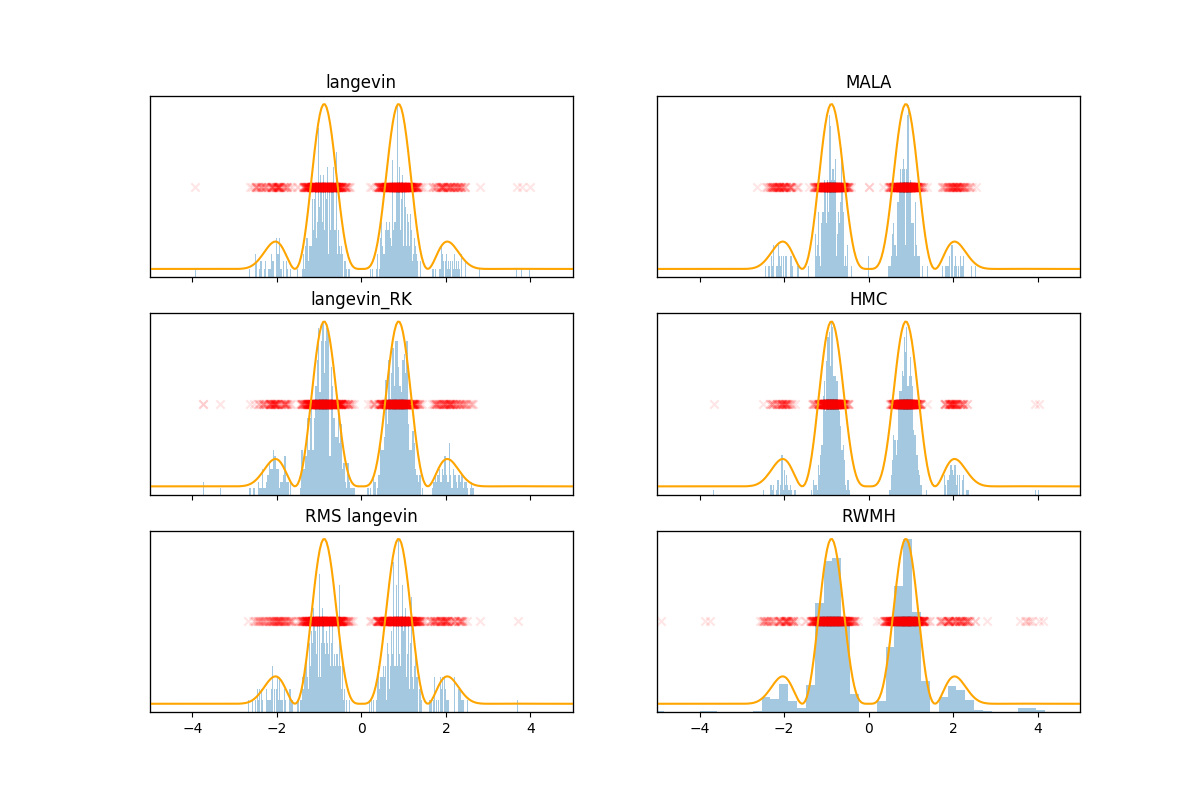 langevin
MALA
langevin_RK
HMC
RMS langevin
RWMH
−4 −2 0 2 4
−4 −2 0 2 4